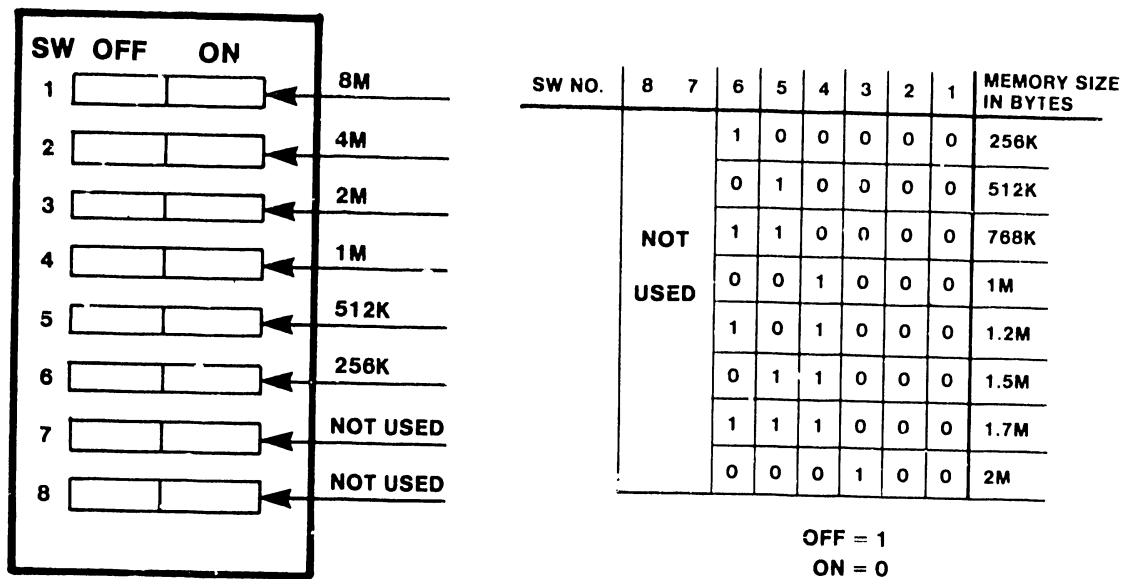 SW OFF ON
1 8M
2 4M
3 2M
4 1M
5 512K
6 256K
7 NOT USED
8 NOT USED
SW NO. 8 7 6 5 4 3 2 1 MEMORY SIZE
IN BYTES
1 0 0 0 0 0 256K
0 1 0 0 0 0 512K
NOT 1 1 0 0 0 0 768K
USED 0 0 1 0 0 0 1M
1 0 1 0 0 0 1.2M
0 1 1 0 0 0 1.5M
1 1 1 0 0 0 1.7M
0 0 0 1 0 0 2M
OFF = 1
ON = 0